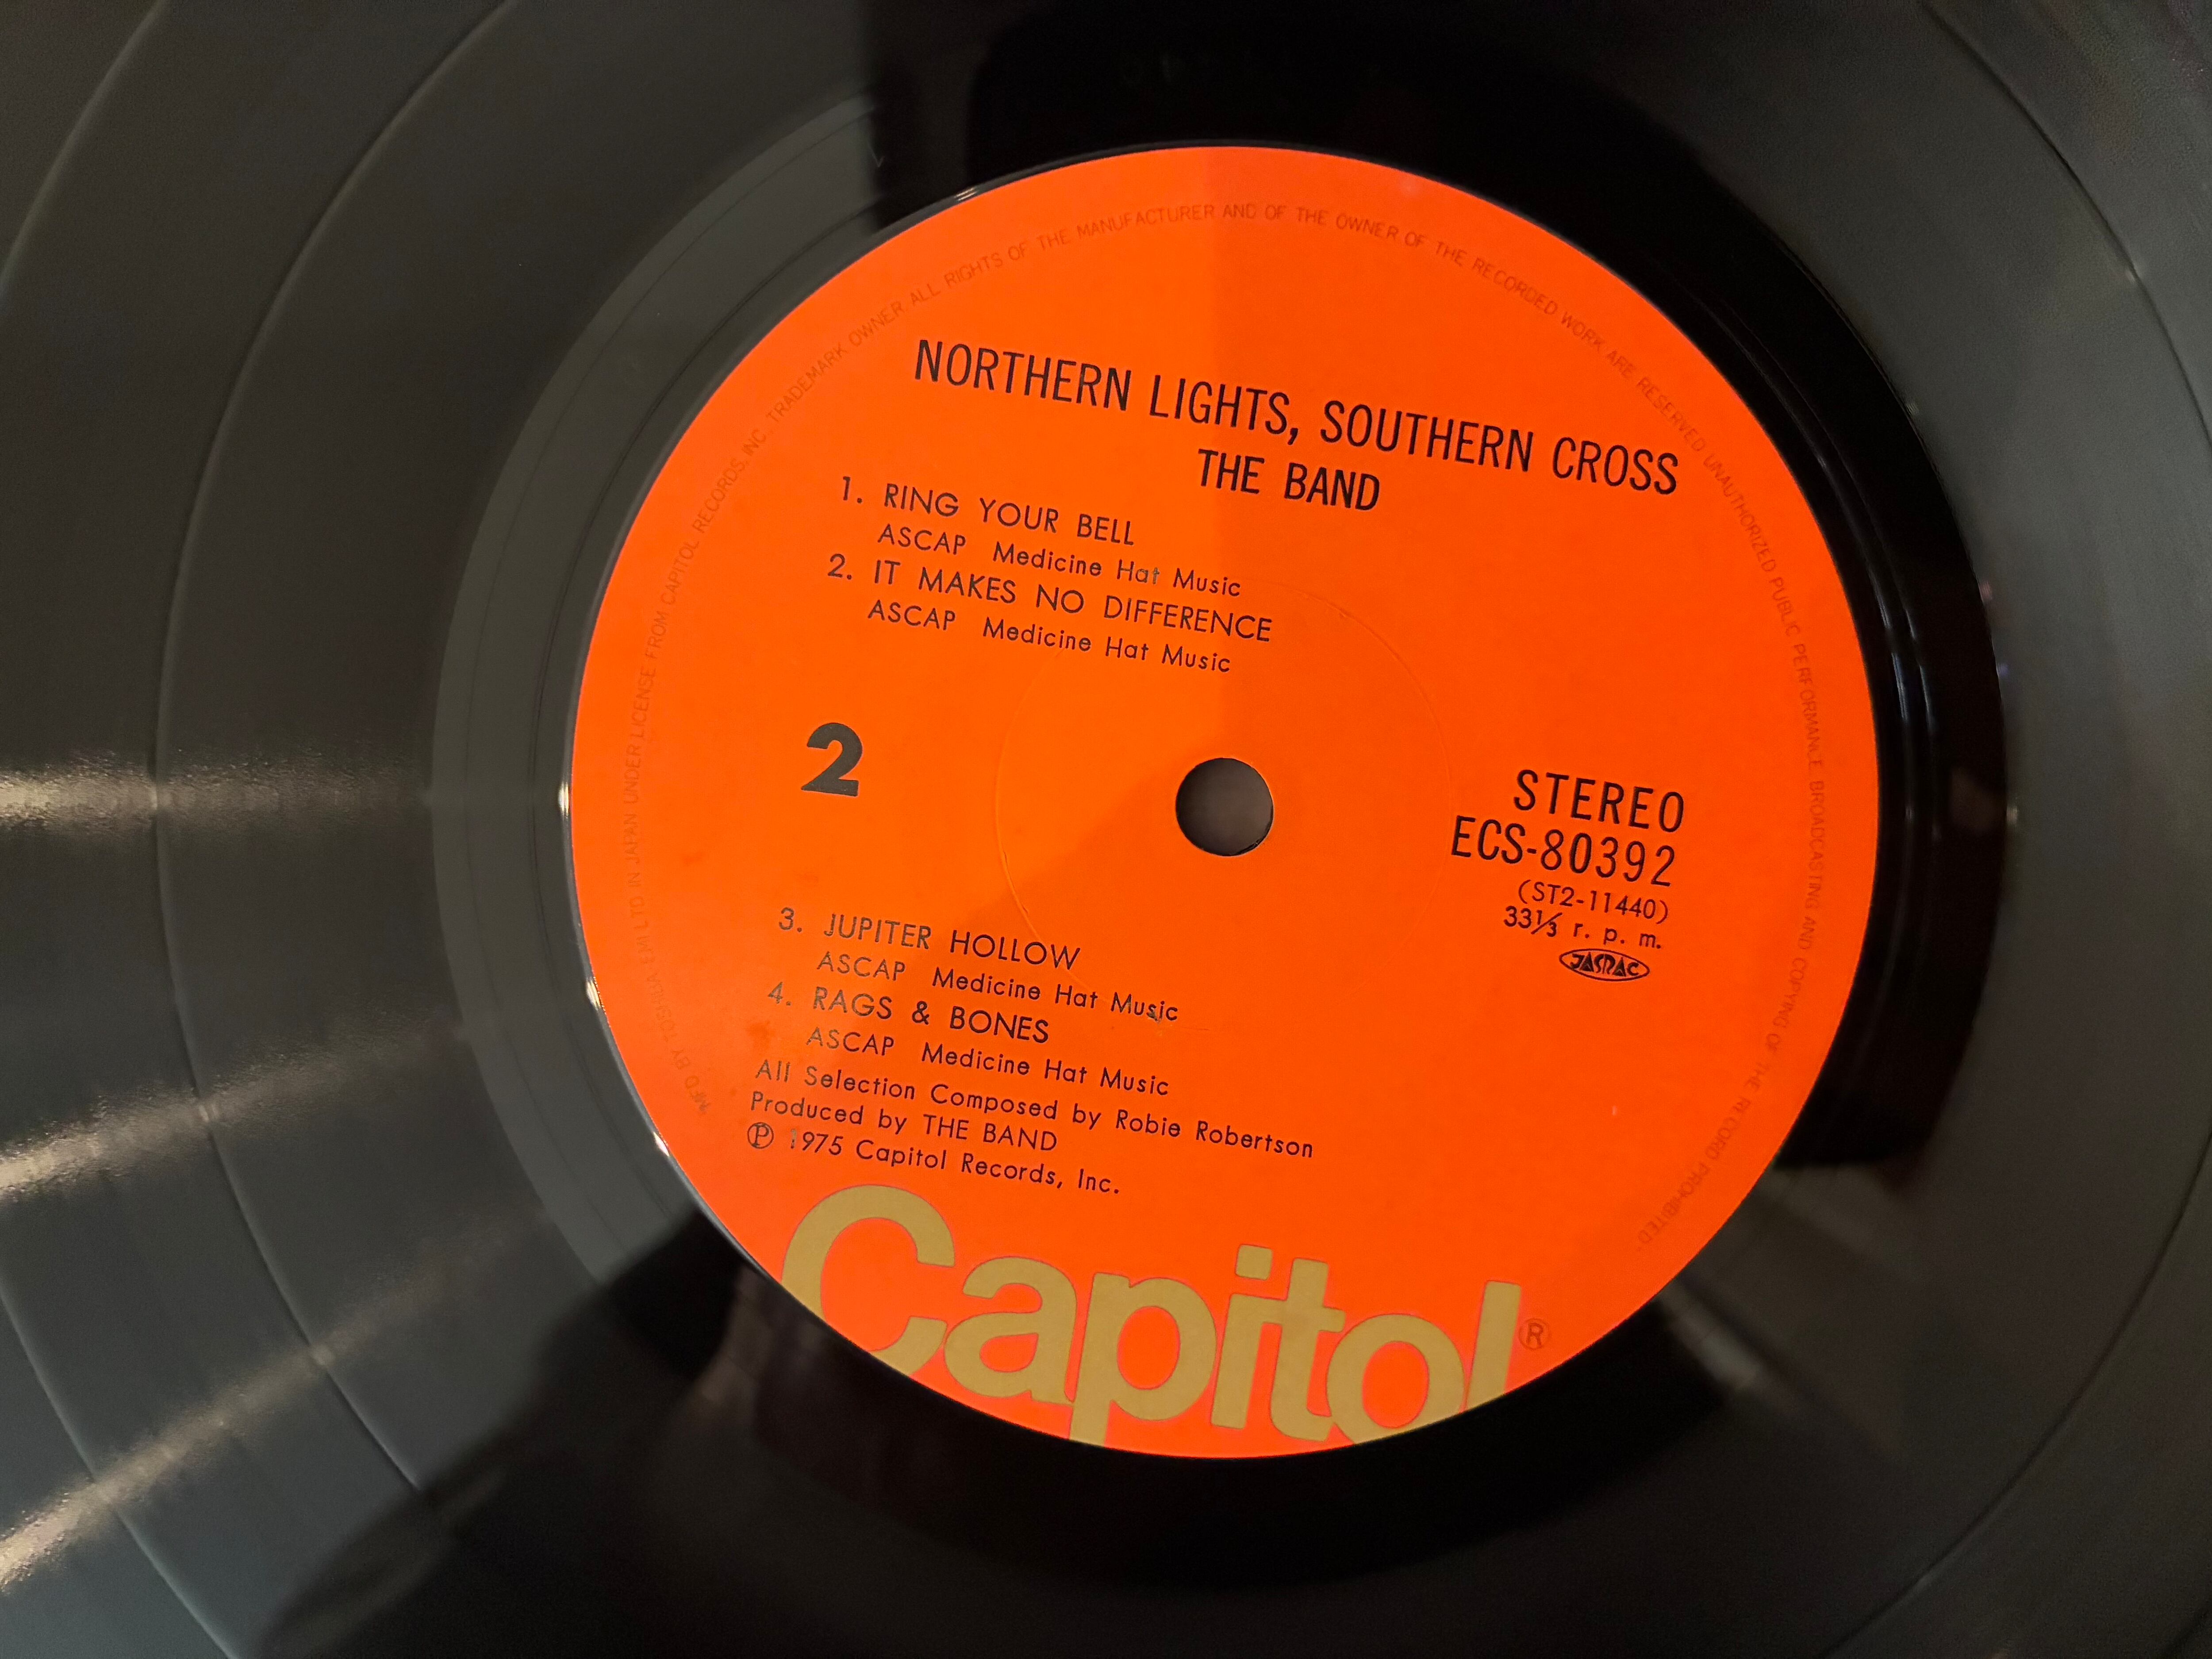 MFD BY TOSHIBA EMI LTD IN JAPAN UNDER LICENSE FROM CAPITOL RECORDS, INC. TRADEMARK OWNER ALL RIGHTS OF THE MANUFACTURER AND OF THE OWNER OF THE RECORDED WORK ARE RESERVED UNAUTHORIZED PUBLIC PERFORMANCE BROADCASTING AND COPYING OF THE RECORD PROHIBITED
NORTHERN LIGHTS, SOUTHERN CROSS
THE BAND
1. RING YOUR BELL
ASCAP Medicine Hat Music
2. IT MAKES NO DIFFERENCE
ASCAP Medicine Hat Music
2
STEREO
ECS-80392
(ST2-11440)
33⅓ r. p. m.
JASRAC
3. JUPITER HOLLOW
ASCAP Medicine Hat Music
4. RAGS & BONES
ASCAP Medicine Hat Music
All Selection Composed by Robie Robertson
Produced by THE BAND
Ⓟ 1975 Capitol Records, Inc.
Capitol®